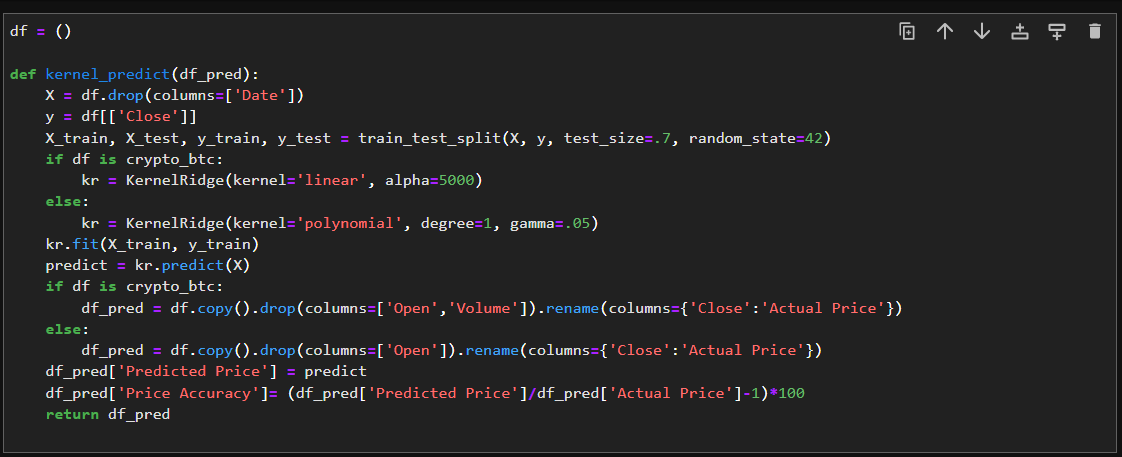 df = ()
def kernel_predict(df_pred):
    X = df.drop(columns=['Date'])
    y = df[['Close']]
    X_train, X_test, y_train, y_test = train_test_split(X, y, test_size=.7, random_state=42)
    if df is crypto_btc:
        kr = KernelRidge(kernel='linear', alpha=5000)
    else:
        kr = KernelRidge(kernel='polynomial', degree=1, gamma=.05)
    kr.fit(X_train, y_train)
    predict = kr.predict(X)
    if df is crypto_btc:
        df_pred = df.copy().drop(columns=['Open','Volume']).rename(columns={'Close':'Actual Price'})
    else:
        df_pred = df.copy().drop(columns=['Open']).rename(columns={'Close':'Actual Price'})
    df_pred['Predicted Price'] = predict
    df_pred['Price Accuracy']= (df_pred['Predicted Price']/df_pred['Actual Price']-1)*100
    return df_pred